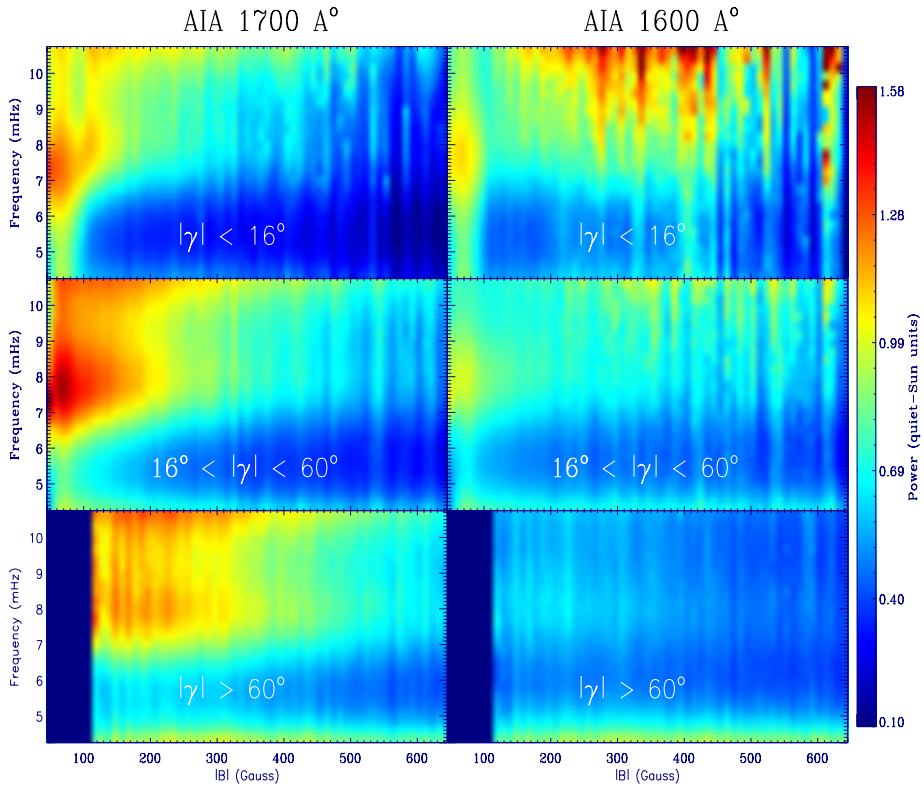 AIA 1700 A° AIA 1600 A°
10
9
8
7
6
5
Frequency (mHz)
|γ| < 16°
|γ| < 16°
10
9
8
7
6
5
Frequency (mHz)
16° < |γ| < 60°
16° < |γ| < 60°
10
9
8
7
6
5
Frequency (mHz)
|γ| > 60°
|γ| > 60°
100 200 300 400 500 600
|B| (Gauss)
100 200 300 400 500 600
|B| (Gauss)
1.58
1.28
0.99
0.69
0.40
0.10
Power (quiet-Sun units)